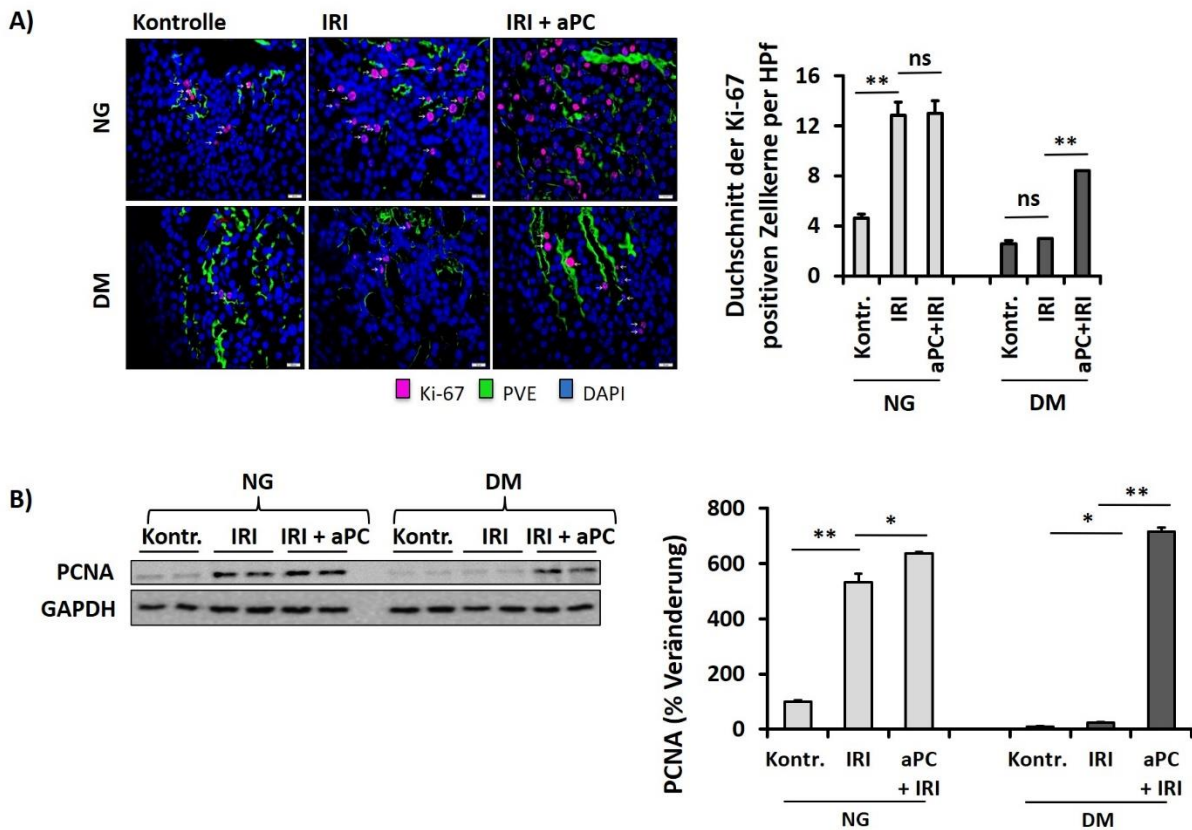 A)
Kontrolle IRI IRI + aPC
NG
DM
Ki-67 PVE DAPI
Duchschnitt der Ki-67
positiven Zellkerne per HPf
16
12
8
4
0
** ns
ns **
Kontr. IRI aPC+IRI Kontr. IRI aPC+IRI
NG DM
B)
NG DM
Kontr. IRI IRI + aPC Kontr. IRI IRI + aPC
PCNA
GAPDH
PCNA (% Veränderung)
800
600
400
200
0
** *
* **
Kontr. IRI aPC Kontr. IRI aPC
+ IRI + IRI
NG DM